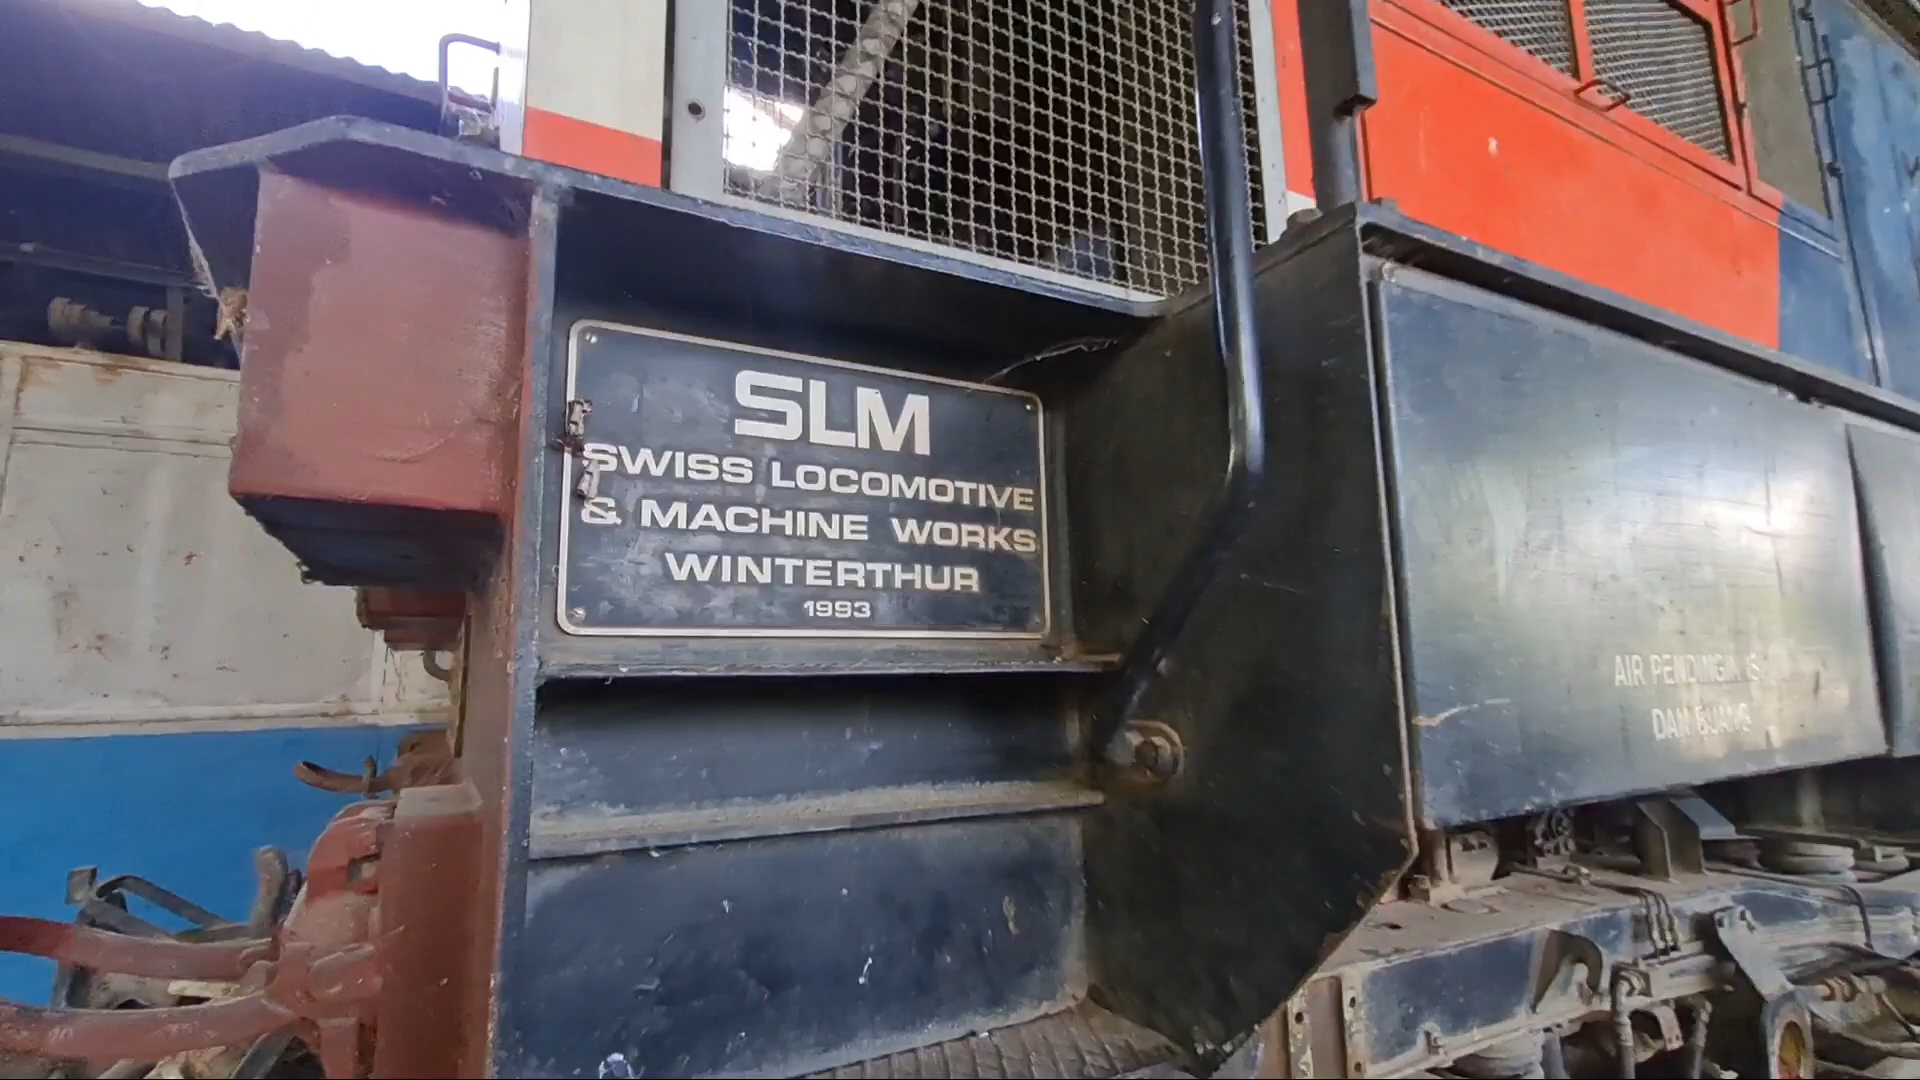 SLM
SWISS LOCOMOTIVE
& MACHINE WORKS
WINTERTHUR
1993
AIR PENDINGIN
DAN BUANG